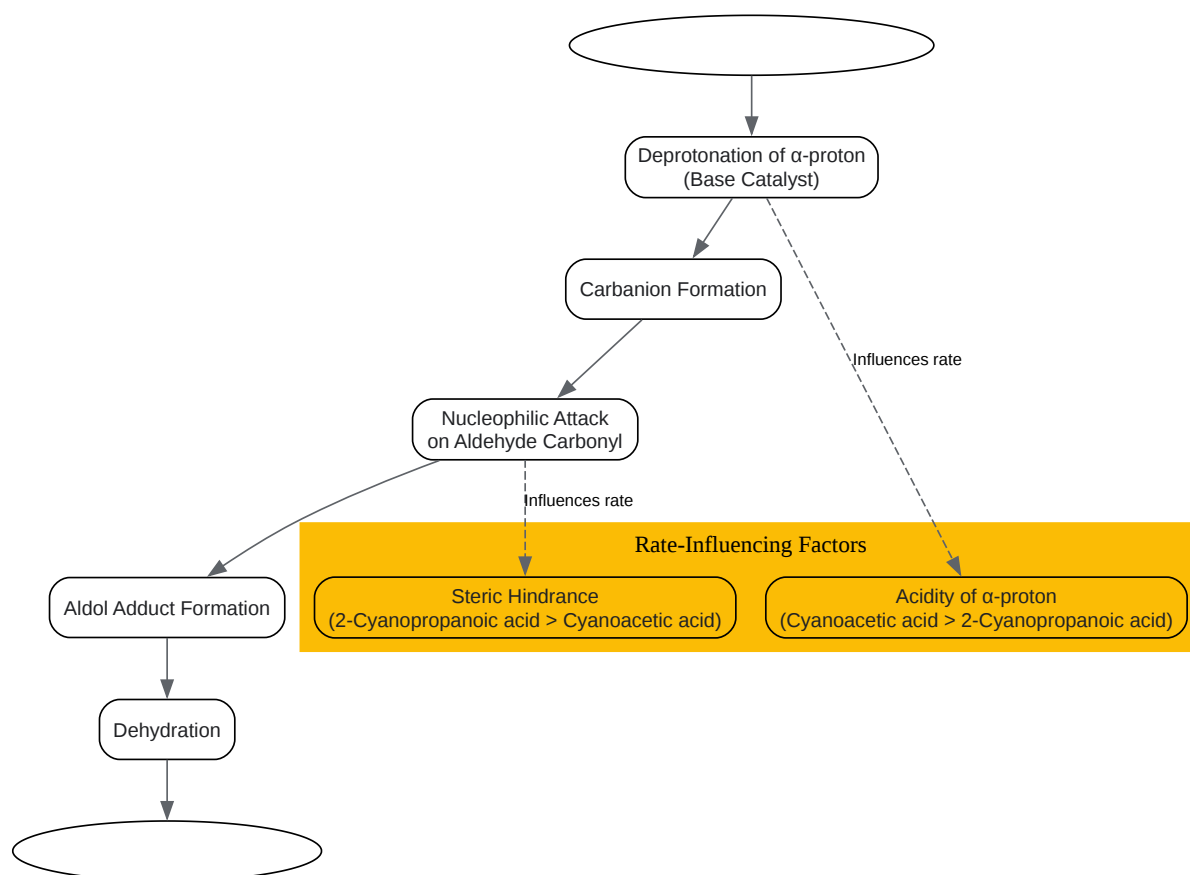 Deprotonation of α-proton
(Base Catalyst)
Carbanion Formation
Influences rate
Nucleophilic Attack
on Aldehyde Carbonyl
Influences rate
Rate-Influencing Factors
Aldol Adduct Formation
Steric Hindrance
(2-Cyanopropanoic acid > Cyanoacetic acid)
Acidity of α-proton
(Cyanoacetic acid > 2-Cyanopropanoic acid)
Dehydration